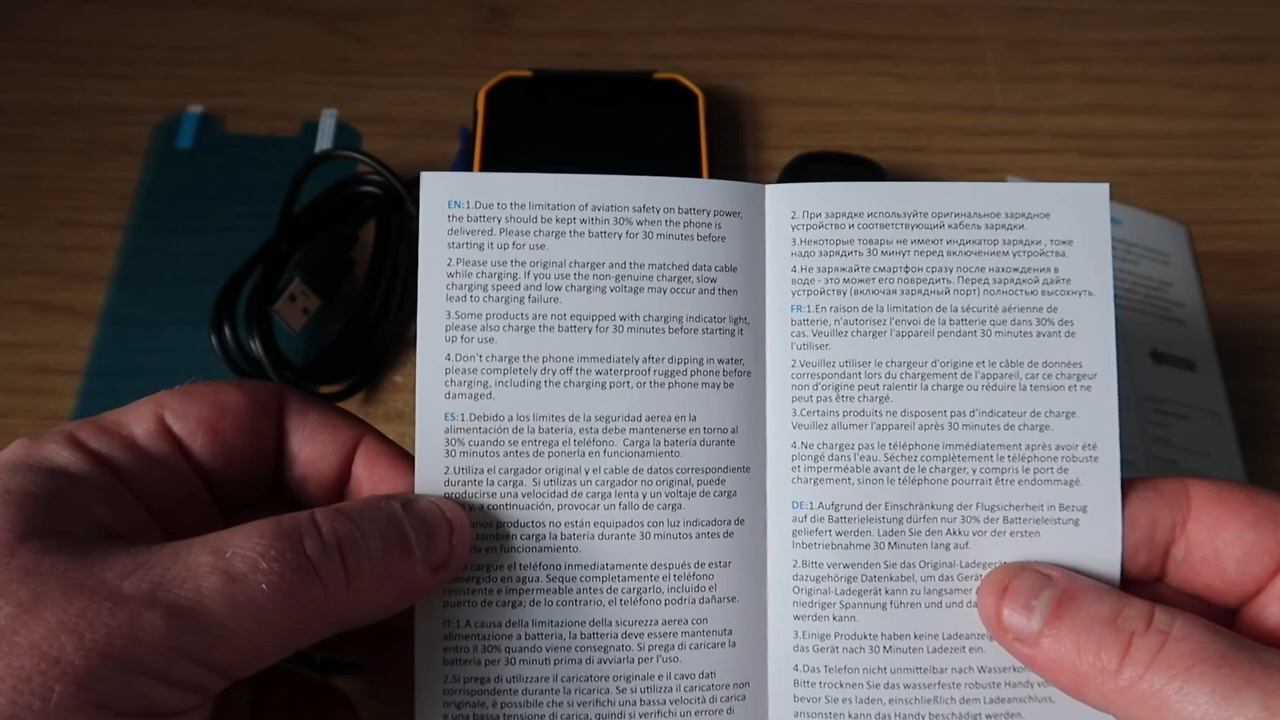 EN:1.Due to the limitation of aviation safety on battery power,
the battery should be kept within 30% when the phone is
delivered. Please charge the battery for 30 minutes before
starting it up for use.
2.Please use the original charger and the matched data cable
while charging. If you use the non-genuine charger, slow
charging speed and low charging voltage may occur and then
lead to charging failure.
3.Some products are not equipped with charging indicator light,
please also charge the battery for 30 minutes before starting it
up for use.
4.Don't charge the phone immediately after dipping in water,
please completely dry off the waterproof rugged phone before
charging, including the charging port, or the phone may be
damaged.
ES:1.Debido a los límites de la seguridad aerea en la
alimentación de la batería, esta debe mantenerse en torno al
30% cuando se entrega el teléfono. Carga la batería durante
30 minutos antes de ponerla en funcionamiento.
2.Utiliza el cargador original y el cable de datos correspondiente
durante la carga. Si utilizas un cargador no original, puede
producirse una velocidad de carga lenta y un voltaje de carga
y, a continuación, provocar un fallo de carga.
productos no están equipados con luz indicadora de
también carga la batería durante 30 minutos antes de
en funcionamiento.
cargue el teléfono inmediatamente después de estar
en agua. Seque completamente el teléfono
resistente e impermeable antes de cargarlo, incluido el
puerto de carga; de lo contrario, el teléfono podría dañarse.
IT:1.A causa della limitazione della sicurezza aerea con
alimentazione a batteria, la batteria deve essere mantenuta
entro il 30% quando viene consegnato. Si prega di caricare la
batteria per 30 minuti prima di avviarla per l'uso.
2.Si prega di utilizzare il caricatore originale e il cavo dati
corrispondente durante la ricarica. Se si utilizza il caricatore non
originale, è possibile che si verifichi una bassa velocità di carica
e una bassa tensione di carica, quindi si verifichi un errore di
2. При зарядке используйте оригинальное зарядное
устройство и соответствующий кабель зарядки.
3.Некоторые товары не имеют индикатор зарядки , тоже
надо зарядить 30 минут перед включением устройства.
4.Не заряжайте смартфон сразу после нахождения в
воде - это может его повредить. Перед зарядкой дайте
устройству (включая зарядный порт) полностью высохнуть.
FR:1.En raison de la limitation de la sécurité aérienne de
batterie, n'autorisez l'envoi de la batterie que dans 30% des
cas. Veuillez charger l'appareil pendant 30 minutes avant de
l'utiliser.
2.Veuillez utiliser le chargeur d'origine et le câble de données
correspondant lors du chargement de l'appareil, car ce chargeur
non d'origine peut ralentir la charge ou réduire la tension et ne
peut pas être chargé.
3.Certains produits ne disposent pas d'indicateur de charge.
Veuillez allumer l'appareil après 30 minutes de charge.
4.Ne chargez pas le téléphone immédiatement après avoir été
plongé dans l'eau. Séchez complètement le téléphone robuste
et imperméable avant de le charger, y compris le port de
chargement, sinon le téléphone pourrait être endommagé.
DE:1.Aufgrund der Einschränkung der Flugsicherheit in Bezug
auf die Batterieleistung dürfen nur 30% der Batterieleistung
geliefert werden. Laden Sie den Akku vor der ersten
Inbetriebnahme 30 Minuten lang auf.
2.Bitte verwenden Sie das Original-Ladegerät
dazugehörige Datenkabel, um das Gerät
Original-Ladegerät kann zu langsamer
niedriger Spannung führen und
werden kann.
3.Einige Produkte haben keine
das Gerät nach 30 Minuten Ladezeit ein.
4.Das Telefon nicht unmittelbar nach
Bitte trocknen Sie das wasserfeste robuste Handy
bevor Sie es laden, einschließlich dem Ladeanschluss,
ansonsten kann das Handy beschädigt werden.